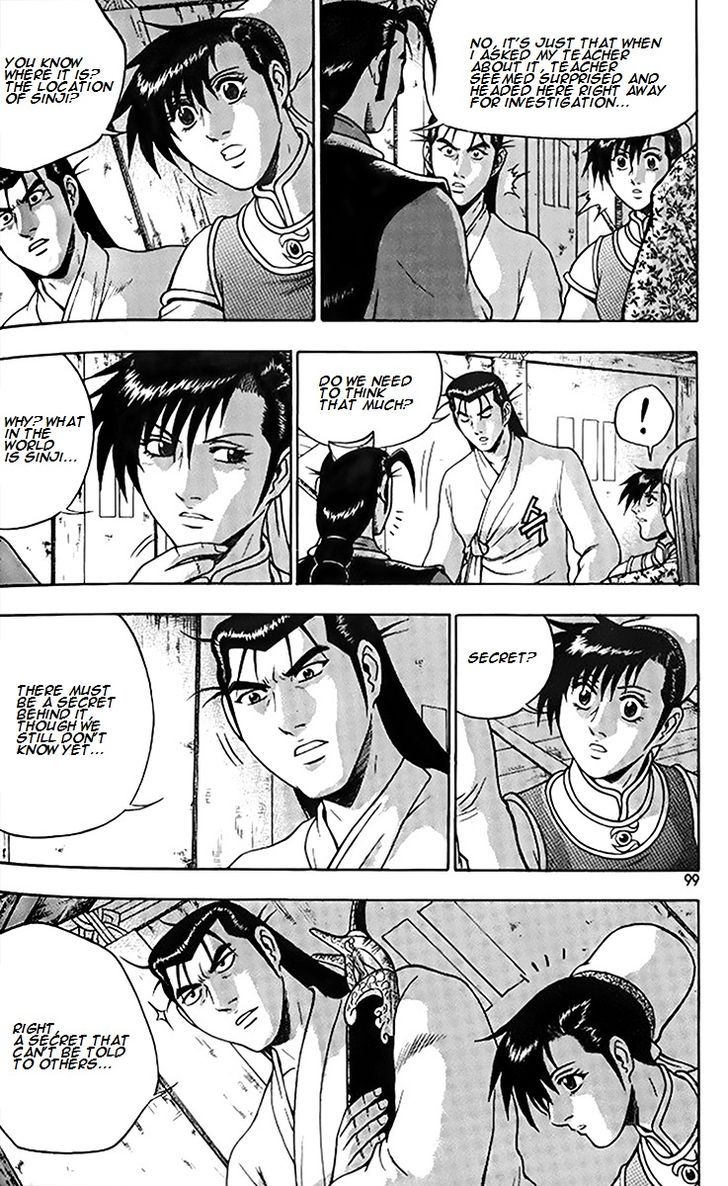 YOU KNOW
WHERE IT IS?
THE LOCATION
OF SINJI?
NO, IT'S JUST THAT WHEN
I ASKED MY TEACHER
ABOUT IT, TEACHER
SEEMED SURPRISED AND
HEADED HERE RIGHT AWAY
FOR INVESTIGATION...
WHY? WHAT
IN THE
WORLD
IS SINJI...
DO WE NEED
TO THINK
THAT MUCH?
!
슥
THERE MUST
BE A SECRET
BEHIND IT
THOUGH WE
STILL DON'T
KNOW YET...
SECRET?
99
RIGHT,
A SECRET THAT
CAN'T BE TOLD
TO OTHERS...